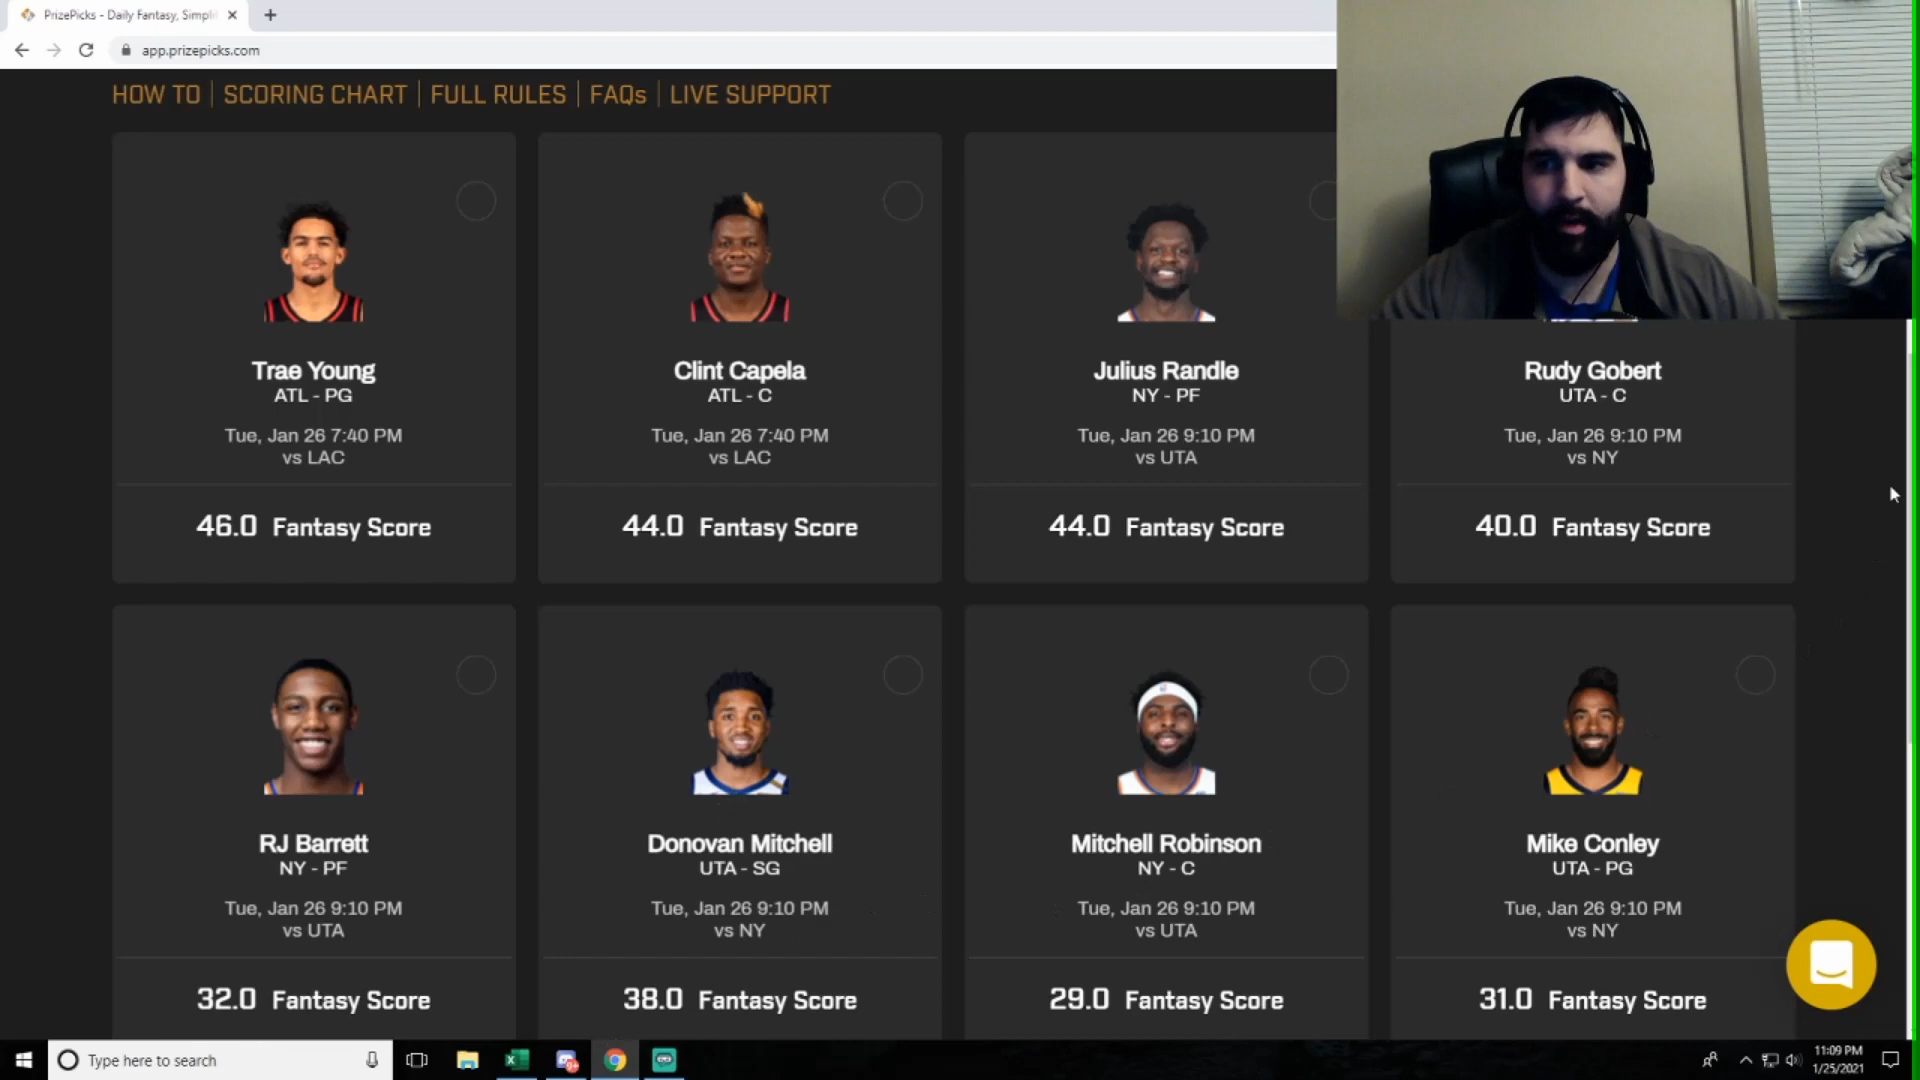 PrizePicks - Daily Fantasy, Simpli
app.prizepicks.com
HOW TO | SCORING CHART | FULL RULES | FAQs | LIVE SUPPORT
Trae Young
ATL - PG
Tue, Jan 26 7:40 PM
vs LAC
46.0 Fantasy Score
Clint Capela
ATL - C
Tue, Jan 26 7:40 PM
vs LAC
44.0 Fantasy Score
Julius Randle
NY - PF
Tue, Jan 26 9:10 PM
vs UTA
44.0 Fantasy Score
Rudy Gobert
UTA - C
Tue, Jan 26 9:10 PM
vs NY
40.0 Fantasy Score
RJ Barrett
NY - PF
Tue, Jan 26 9:10 PM
vs UTA
32.0 Fantasy Score
Donovan Mitchell
UTA - SG
Tue, Jan 26 9:10 PM
vs NY
38.0 Fantasy Score
Mitchell Robinson
NY - C
Tue, Jan 26 9:10 PM
vs UTA
29.0 Fantasy Score
Mike Conley
UTA - PG
Tue, Jan 26 9:10 PM
vs NY
31.0 Fantasy Score
Type here to search
11:09 PM
1/25/2021